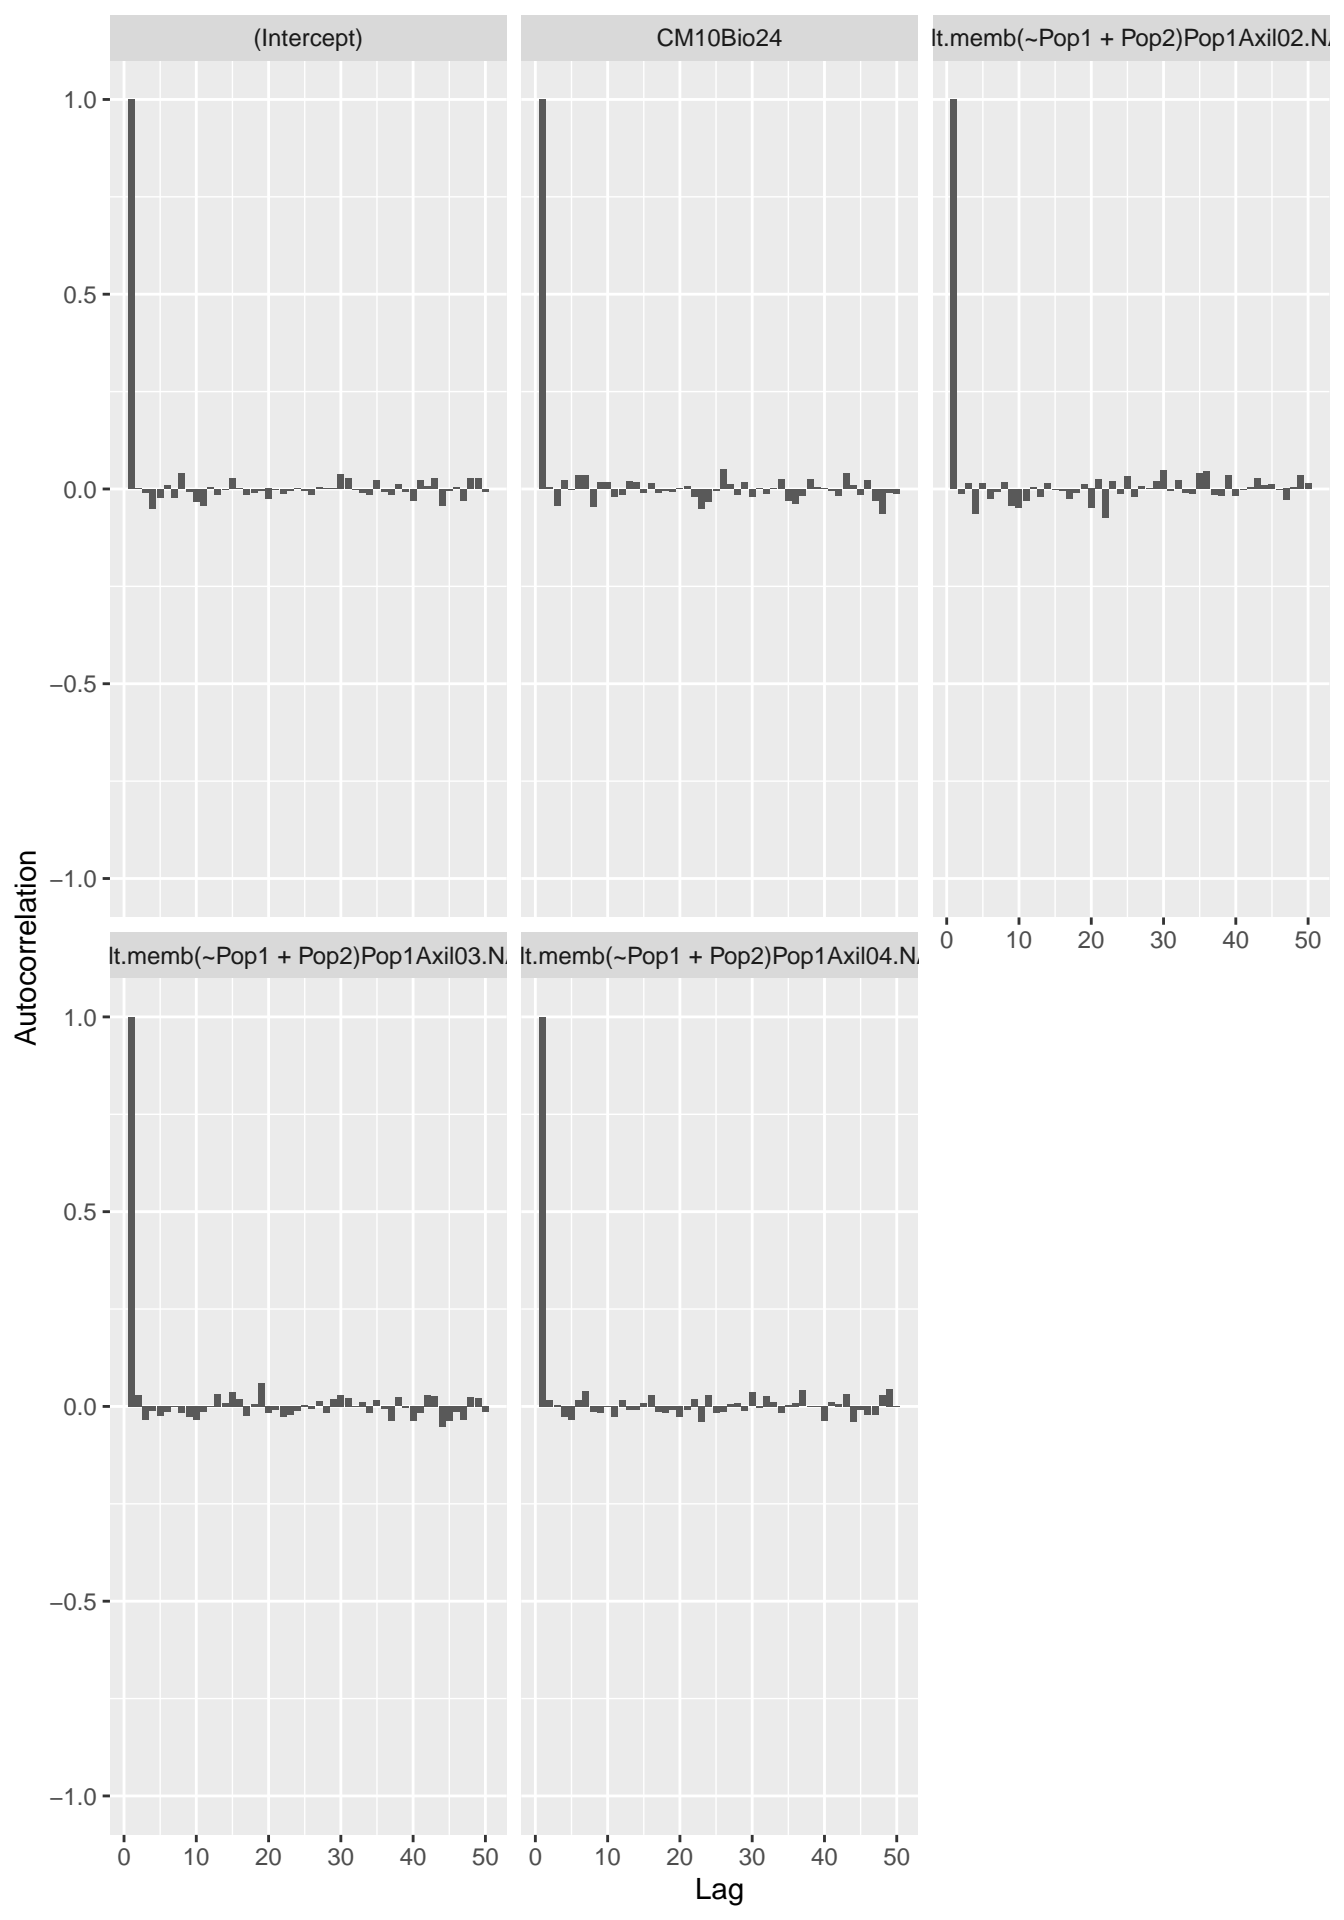 (Intercept)
CM10Bio24
lt.memb(~Pop1 + Pop2)Pop1Axil02.N
1.0
0.5
0.0
−0.5
−1.0
0 10 20 30 40 50
lt.memb(~Pop1 + Pop2)Pop1Axil03.N
lt.memb(~Pop1 + Pop2)Pop1Axil04.N
1.0
0.5
0.0
−0.5
−1.0
0 10 20 30 40 50
0 10 20 30 40 50
Autocorrelation
Lag